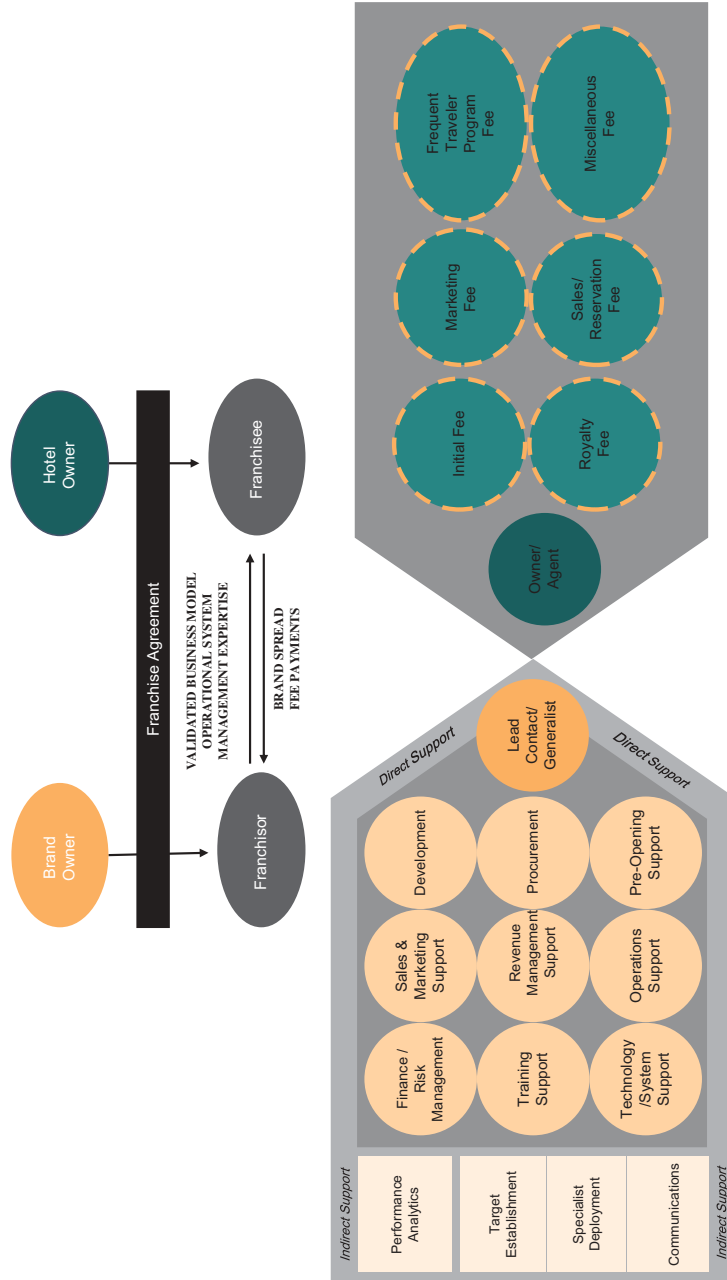 Brand
Owner
Hotel
Owner
Franchise Agreement
VALIDATED BUSINESS MODEL
OPERATIONAL SYSTEM
MANAGEMENT EXPERTISE
Franchisor
Franchisee
BRAND SPREAD
FEE PAYMENTS
Indirect Support
Direct Support
Performance
Analytics
Target
Establishment
Specialist
Deployment
Communications
Finance /
Risk
Management
Sales &
Marketing
Support
Development
Training
Support
Revenue
Management
Support
Procurement
Technology
/System
Support
Operations
Support
Pre-Opening
Support
Lead
Contact/
Generalist
Indirect Support
Direct Support
Owner/
Agent
Initial Fee
Marketing
Fee
Frequent
Traveler
Program
Fee
Royalty
Fee
Sales/
Reservation
Fee
Miscellaneous
Fee